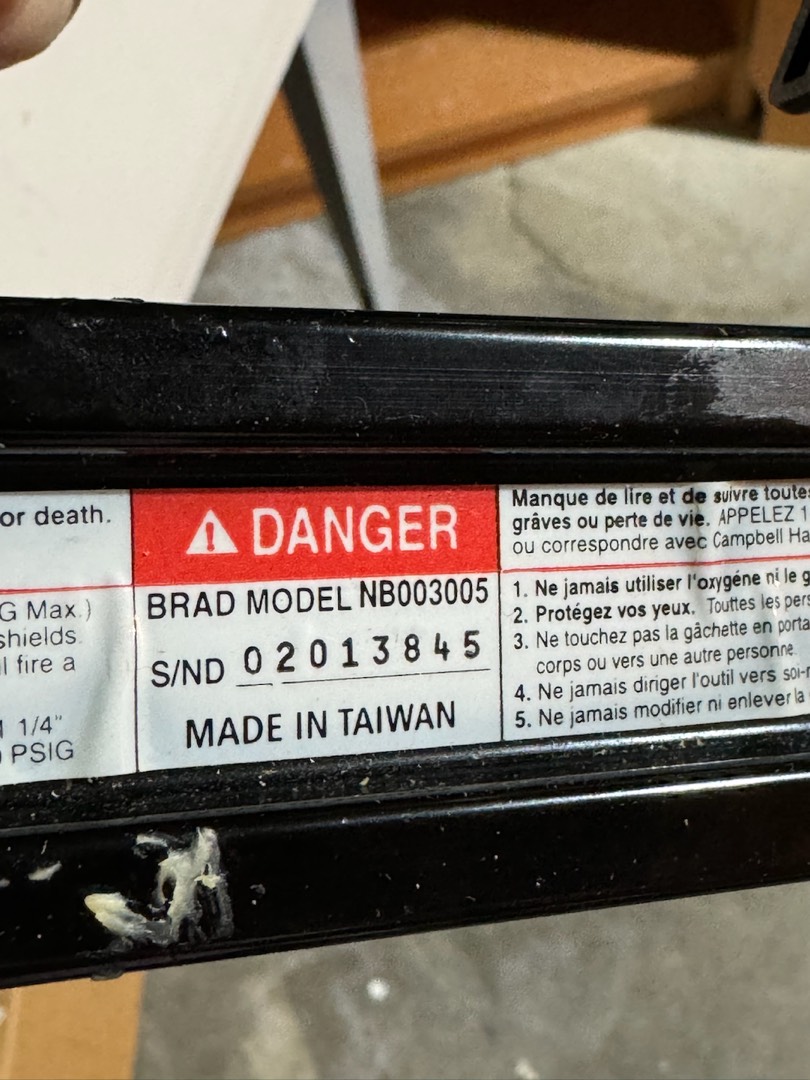 or death.
G Max.)
shields.
fire a
1/4"
PSIG
DANGER
BRAD MODEL NB003005
S/ND 02013845
MADE IN TAIWAN
Manque de lire et de suivre toutes
grâves ou perte de vie. APPELEZ 1
ou correspondre avec Campbell Ha
1. Ne jamais utiliser l'oxygéne ni le g
2. Protégez vos yeux. Touttes les pers
3. Ne touchez pas la gâchette en porta
corps ou vers une autre personne.
4. Ne jamais diriger l'outil vers soi-
5. Ne jamais modifier ni enlever la